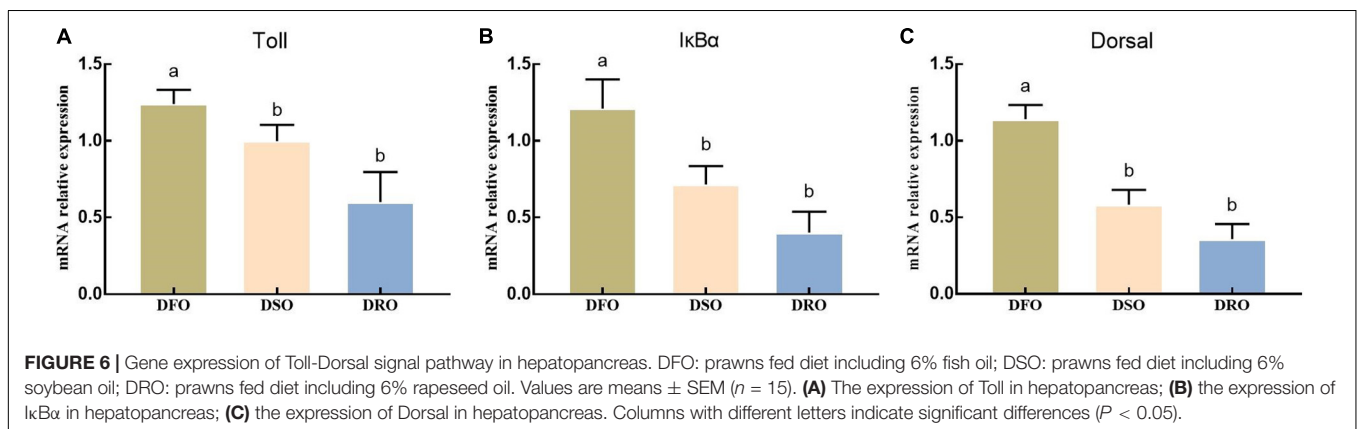 A Toll
mRNA relative expression
1.5
1.0
0.5
0.0
a
b
b
DFO DSO DRO
B IκBα
mRNA relative expression
1.5
1.0
0.5
0.0
a
b
b
DFO DSO DRO
C Dorsal
mRNA relative expression
1.5
1.0
0.5
0.0
a
b
b
DFO DSO DRO
FIGURE 6 | Gene expression of Toll-Dorsal signal pathway in hepatopancreas. DFO: prawns fed diet including 6% fish oil; DSO: prawns fed diet including 6%
soybean oil; DRO: prawns fed diet including 6% rapeseed oil. Values are means ± SEM (n = 15). (A) The expression of Toll in hepatopancreas; (B) the expression of
IκBα in hepatopancreas; (C) the expression of Dorsal in hepatopancreas. Columns with different letters indicate significant differences (P < 0.05).